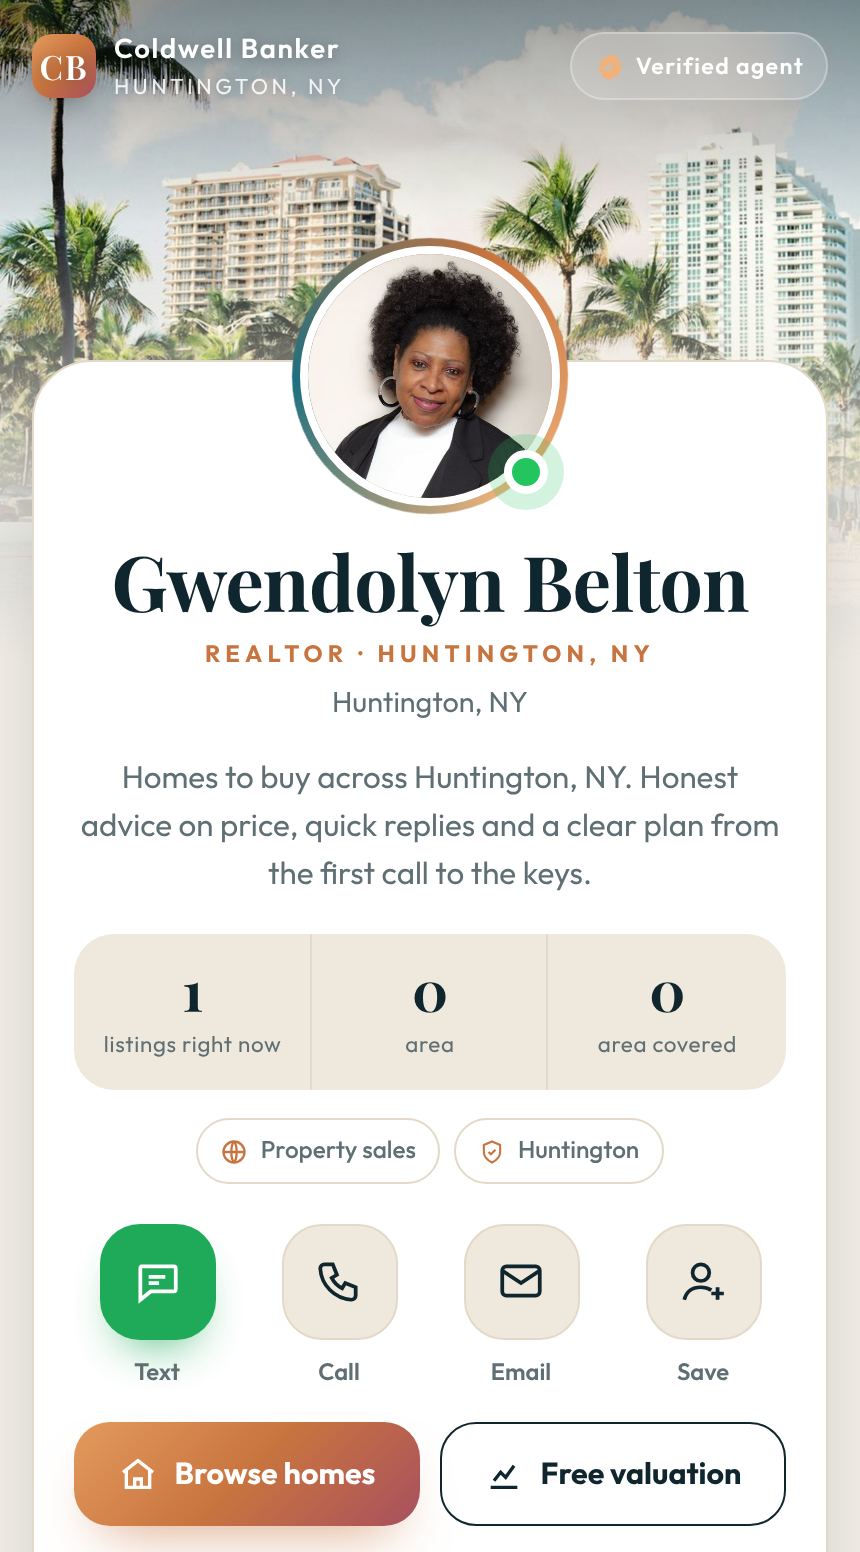 CB
Coldwell Banker
HUNTINGTON, NY
Verified agent
Gwendolyn Belton
REALTOR · HUNTINGTON, NY
Huntington, NY
Homes to buy across Huntington, NY. Honest
advice on price, quick replies and a clear plan from
the first call to the keys.
1
listings right now
0
area
0
area covered
Property sales
Huntington
Text
Call
Email
Save
Browse homes
Free valuation